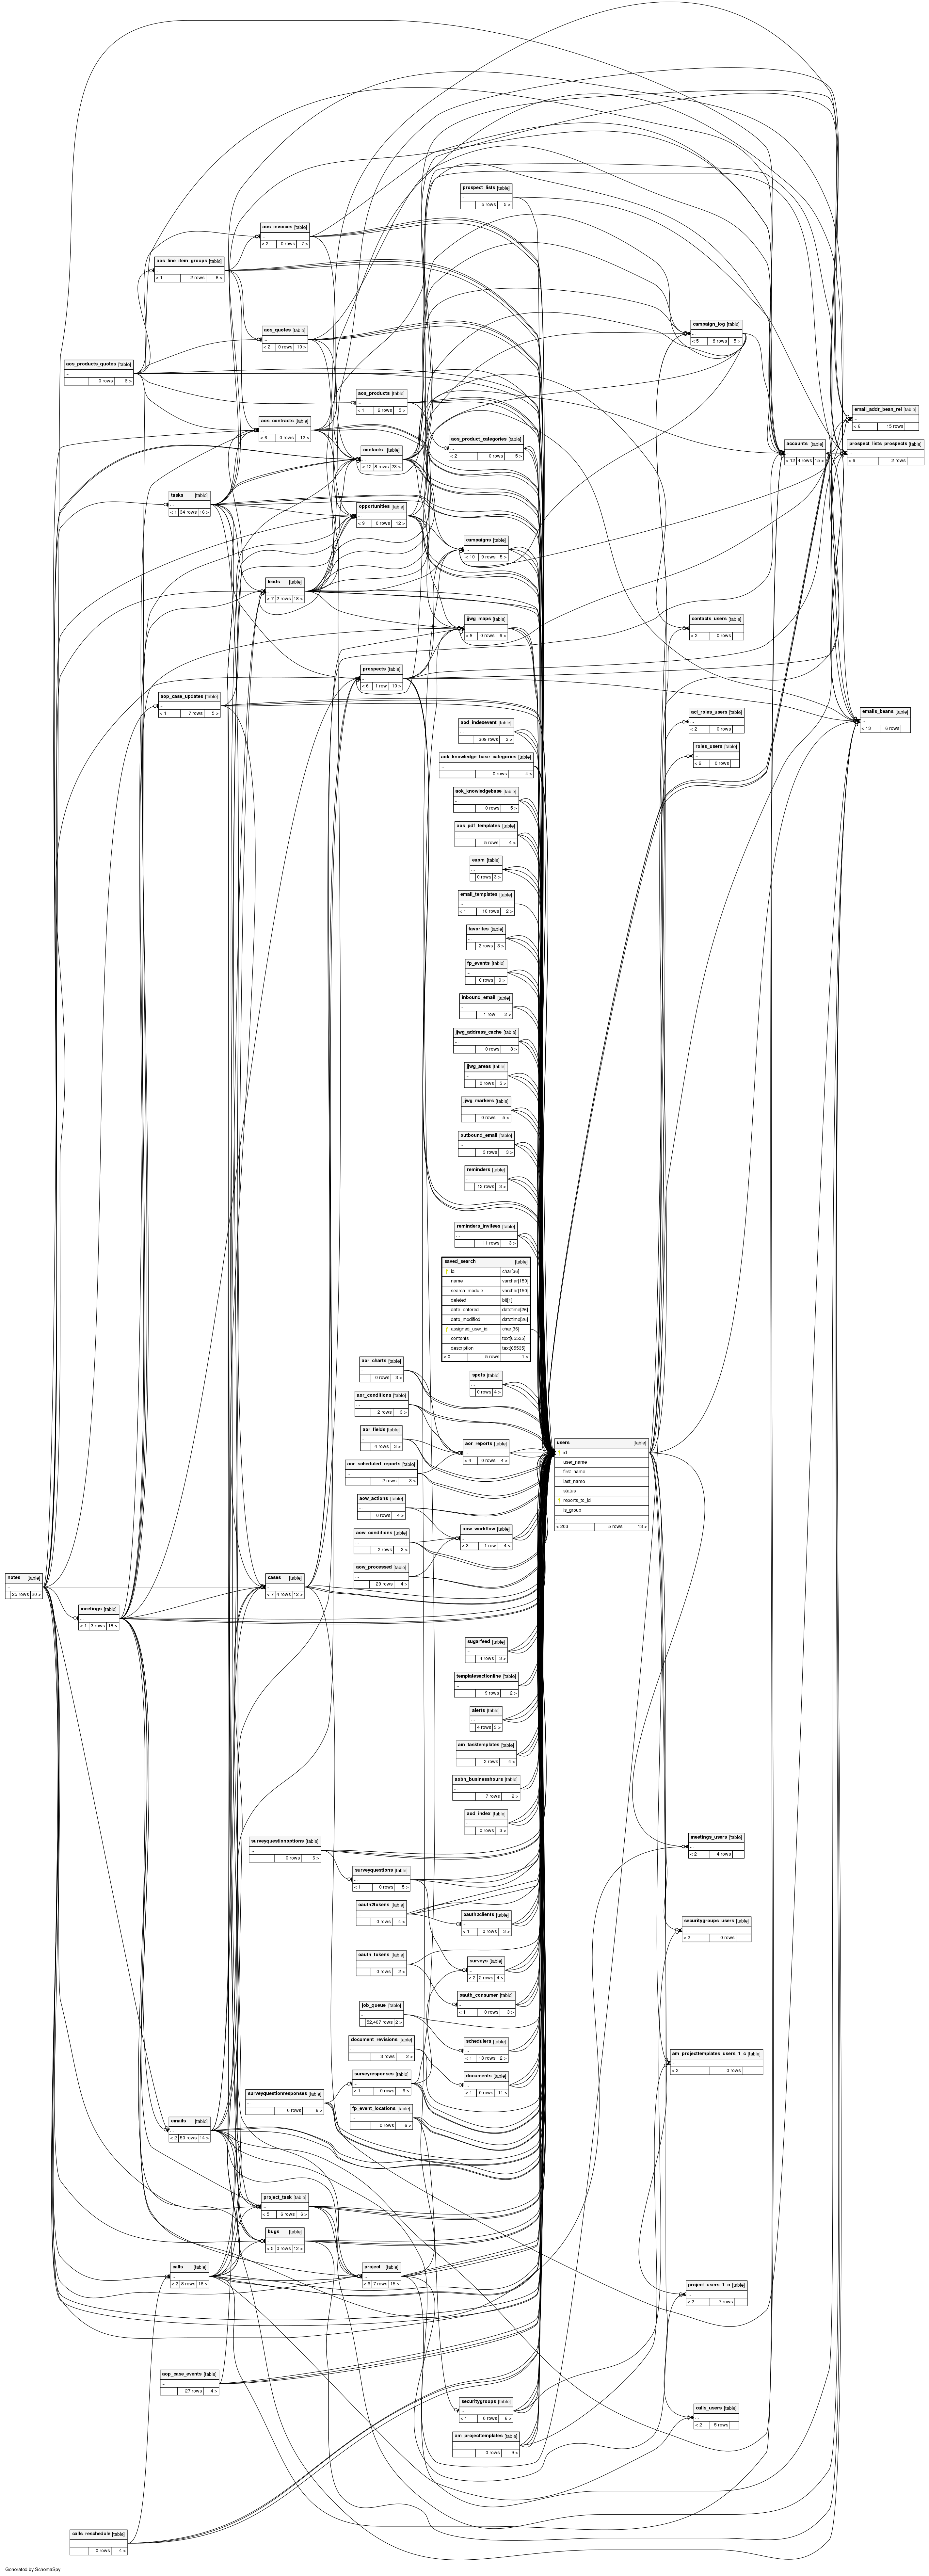 prospect_lists [table]
...
5 rows 5 >
aos_invoices [table]
...
< 2 0 rows 7 >
aos_line_item_groups [table]
...
< 1 2 rows 6 >
aos_quotes [table]
...
< 2 0 rows 10 >
campaign_log [table]
...
< 5 8 rows 5 >
aos_products_quotes [table]
...
0 rows 8 >
aos_products [table]
...
< 1 2 rows 5 >
email_addr_bean_rel [table]
...
< 6 15 rows
aos_contracts [table]
...
< 6 0 rows 12 >
aos_product_categories [table]
...
< 2 0 rows 5 >
accounts [table]
...
< 12 4 rows 15 >
prospect_lists_prospects [table]
...
< 6 2 rows
contacts [table]
...
< 12 8 rows 23 >
tasks [table]
...
< 1 34 rows 16 >
opportunities [table]
...
< 9 0 rows 12 >
campaigns [table]
...
< 10 9 rows 5 >
leads [table]
...
< 7 2 rows 18 >
jjwg_maps [table]
...
< 8 0 rows 6 >
contacts_users [table]
...
< 2 0 rows
prospects [table]
...
< 6 1 row 10 >
aop_case_updates [table]
...
< 1 7 rows 5 >
acl_roles_users [table]
...
< 2 0 rows
emails_beans [table]
...
< 13 6 rows
aod_indexevent [table]
...
309 rows 3 >
roles_users [table]
...
< 2 0 rows
aok_knowledge_base_categories [table]
...
0 rows 4 >
aok_knowledgebase [table]
...
0 rows 5 >
aos_pdf_templates [table]
...
5 rows 4 >
eapm [table]
...
0 rows 3 >
email_templates [table]
...
< 1 10 rows 2 >
favorites [table]
...
2 rows 3 >
fp_events [table]
...
0 rows
inbound_email [table]
...
1 row 2 >
jjwg_address_cache [table]
...
0 rows 3 >
jjwg_areas [table]
...
0 rows 5 >
jjwg_markers [table]
...
0 rows 5 >
outbound_email [table]
...
3 rows 3 >
reminders [table]
...
13 rows 3 >
reminders_invitees [table]
...
11 rows 3 >
saved_search [table]
id char[36]
name varchar[150]
search_module varchar[150]
deleted bit[1]
date_entered datetime[26]
date_modified datetime[26]
assigned_user_id char[36]
contents text[65535]
description text[65535]
< 0 5 rows 1 >
aor_charts [table]
...
0 rows 3 >
spots [table]
...
0 rows 4 >
aor_conditions [table]
...
2 rows 3 >
aor_fields [table]
...
4 rows 3 >
aor_reports [table]
...
< 4 0 rows 4 >
users [table]
id
user_name
first_name
last_name
status
reports_to_id
is_group
...
< 203 5 rows 13 >
aor_scheduled_reports [table]
...
2 rows 3 >
aow_actions [table]
...
0 rows 4 >
aow_conditions [table]
...
2 rows 3 >
aow_workflow [table]
...
< 3 1 row 4 >
aow_processed [table]
...
29 rows 4 >
notes [table]
...
25 rows 20 >
cases [table]
...
< 7 4 rows 12 >
meetings [table]
...
< 1 3 rows 18 >
sugarfeed [table]
...
4 rows 3 >
templatesectionline [table]
...
9 rows 2 >
alerts [table]
...
4 rows 3 >
am_tasktemplates [table]
...
2 rows 4 >
aobh_businesshours [table]
...
7 rows 2 >
aod_index [table]
...
0 rows 3 >
surveyquestionoptions [table]
...
0 rows 6 >
meetings_users [table]
...
< 2 4 rows
surveyquestions [table]
...
< 1 0 rows 5 >
oauth2tokens [table]
...
0 rows 4 >
oauth2clients [table]
...
< 1 0 rows 3 >
securitygroups_users [table]
...
< 2 0 rows
oauth_tokens [table]
...
0 rows 2 >
surveys [table]
...
< 2 2 rows 4 >
oauth_consumer [table]
...
< 1 0 rows 3 >
job_queue [table]
...
52,407 rows 2 >
document_revisions [table]
...
3 rows 2 >
schedulers [table]
...
< 1 13 rows 2 >
am_projecttemplates_users_1_c [table]
...
< 2 0 rows
surveyresponses [table]
...
< 1 0 rows
documents [table]
...
< 1 0 rows 11 >
surveyquestionresponses [table]
...
0 rows
fp_event_locations [table]
...
0 rows
emails [table]
...
< 2 50 rows 14 >
project_task [table]
...
< 5 6 rows 6 >
bugs [table]
...
< 5 0 rows 12 >
calls [table]
...
< 2 8 rows 16 >
project [table]
...
< 6 7 rows 15 >
project_users_1_c [table]
...
< 2 7 rows
aop_case_events [table]
...
27 rows 4 >
securitygroups [table]
...
< 1 0 rows 6 >
calls_users [table]
...
< 2 5 rows
am_projecttemplates [table]
...
0 rows
calls_reschedule [table]
...
0 rows 4 >
Generated by SchemaSpy